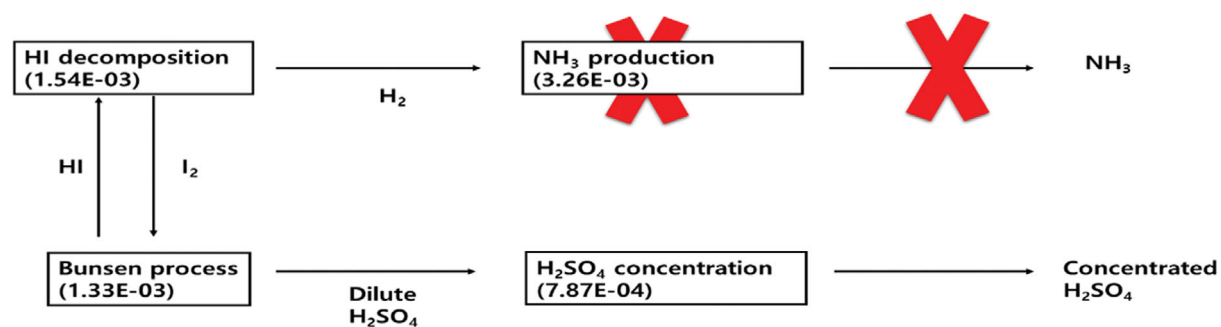 HI decomposition
(1.54E-03)
H₂
NH₃ production
(3.26E-03)
NH₃
HI
I₂
Bunsen process
(1.33E-03)
Dilute
H₂SO₄
H₂SO₄ concentration
(7.87E-04)
Concentrated
H₂SO₄